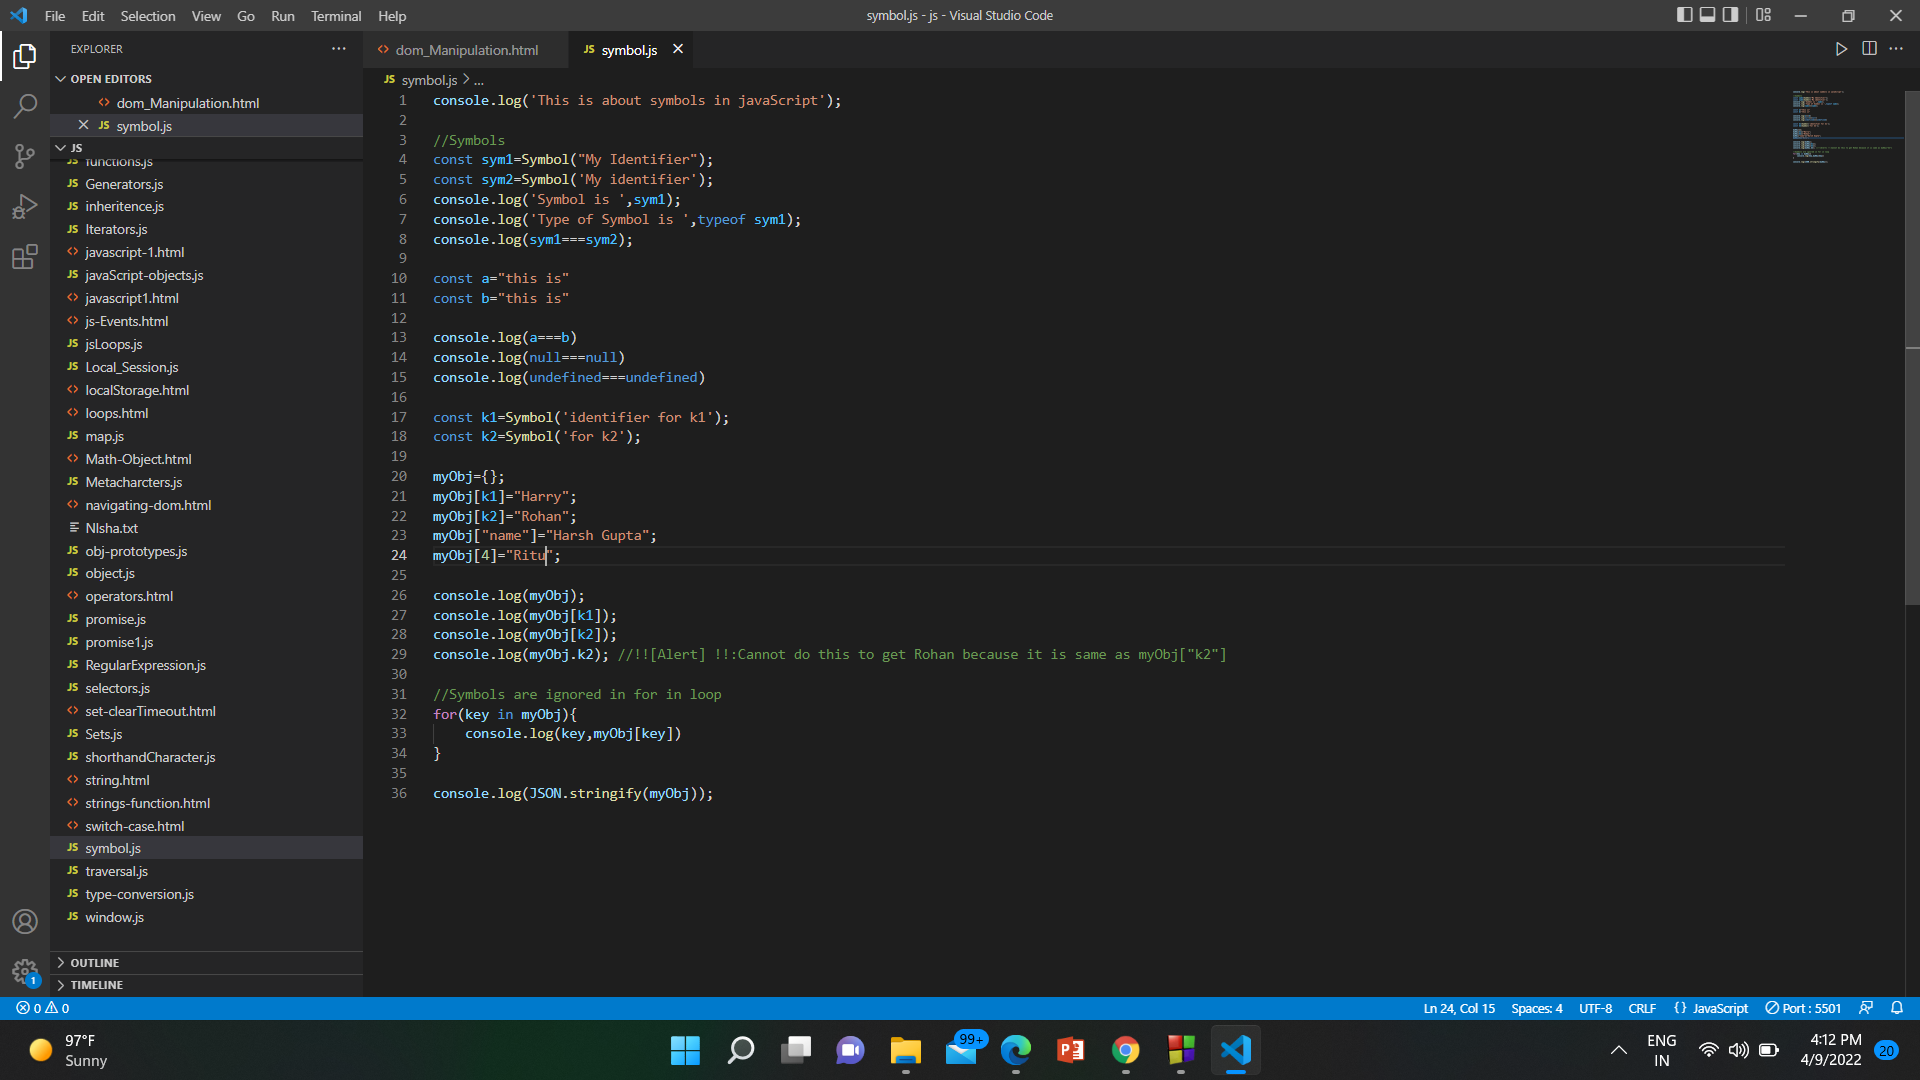 File Edit Selection View Go Run Terminal Help
symbol.js - js - Visual Studio Code
EXPLORER
OPEN EDITORS
dom_Manipulation.html
symbol.js
JS
functions.js
Generators.js
inheritence.js
Iterators.js
javascript-1.html
javaScript-objects.js
javascript1.html
js-Events.html
jsLoops.js
Local_Session.js
localStorage.html
loops.html
map.js
Math-Object.html
Metacharcters.js
navigating-dom.html
NIsha.txt
obj-prototypes.js
object.js
operators.html
promise.js
promise1.js
RegularExpression.js
selectors.js
set-clearTimeout.html
Sets.js
shorthandCharacter.js
string.html
strings-function.html
switch-case.html
symbol.js
traversal.js
type-conversion.js
window.js
OUTLINE
TIMELINE
dom_Manipulation.html
JS symbol.js
JS symbol.js > ...
1 console.log('This is about symbols in javaScript');
2
3 //Symbols
4 const sym1=Symbol("My Identifier");
5 const sym2=Symbol('My identifier');
6 console.log('Symbol is ',sym1);
7 console.log('Type of Symbol is ',typeof sym1);
8 console.log(sym1===sym2);
9
10 const a="this is"
11 const b="this is"
12
13 console.log(a===b)
14 console.log(null===null)
15 console.log(undefined===undefined)
16
17 const k1=Symbol('identifier for k1');
18 const k2=Symbol('for k2');
19
20 myObj={};
21 myObj[k1]="Harry";
22 myObj[k2]="Rohan";
23 myObj["name"]="Harsh Gupta";
24 myObj[4]="Ritu";
25
26 console.log(myObj);
27 console.log(myObj[k1]);
28 console.log(myObj[k2]);
29 console.log(myObj.k2); //!![Alert] !!:Cannot do this to get Rohan because it is same as myObj["k2"]
30
31 //Symbols are ignored in for in loop
32 for(key in myObj){
33 console.log(key,myObj[key])
34 }
35
36 console.log(JSON.stringify(myObj));
1
0 0
Ln 24, Col 15 Spaces: 4 UTF-8 CRLF {} JavaScript Port : 5501
97°F
Sunny
99+
ENG
IN
4:12 PM
4/9/2022
20